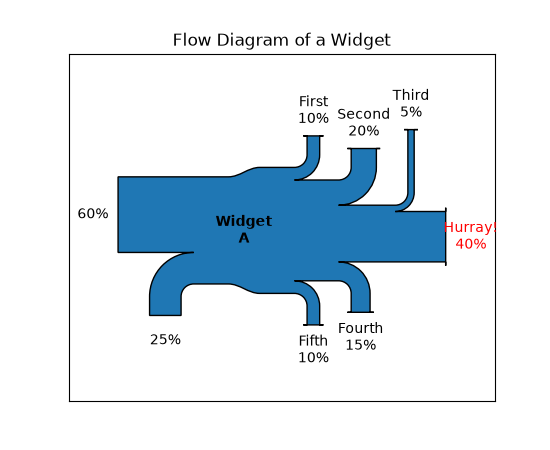 Flow Diagram of a Widget
First
10%
Second
20%
Third
5%
60%
Widget
A
Hurray!
40%
25%
Fifth
10%
Fourth
15%